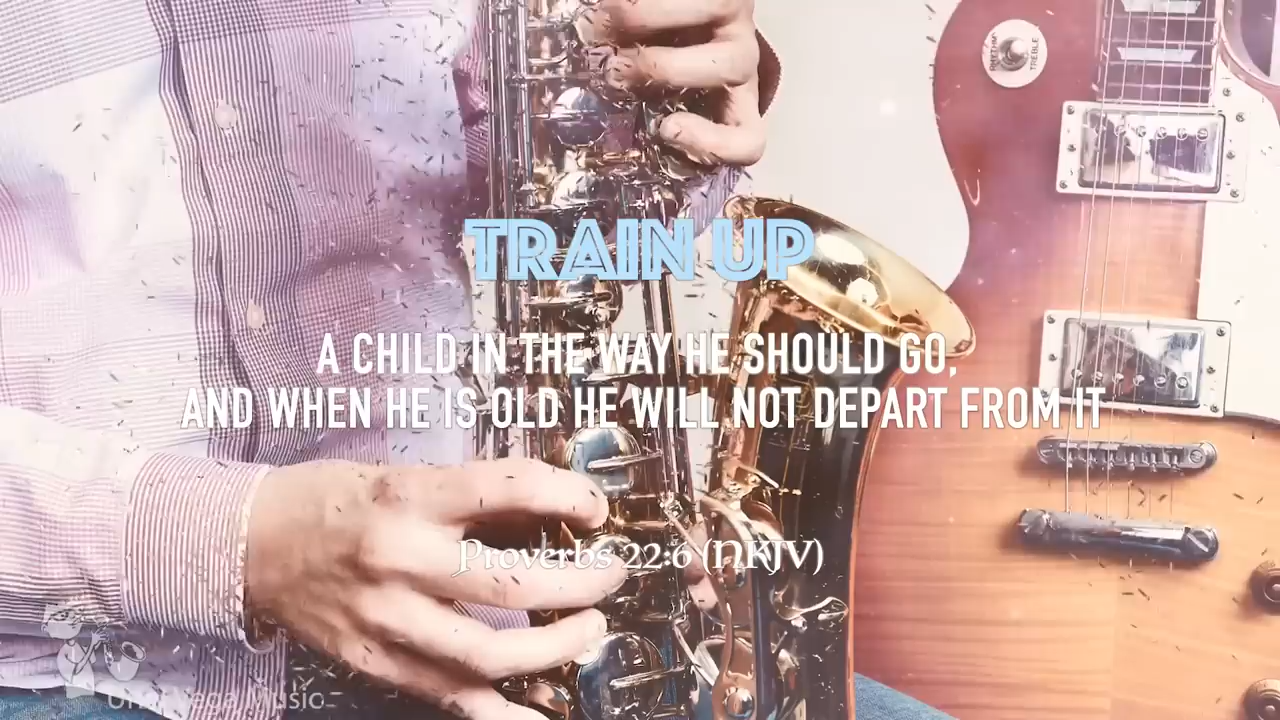 RHYTHM
TREBLE
TRAIN UP
A CHILD IN THE WAY HE SHOULD GO,
AND WHEN HE IS OLD HE WILL NOT DEPART FROM IT
Proverbs 22:6 (NKJV)
Vega Music